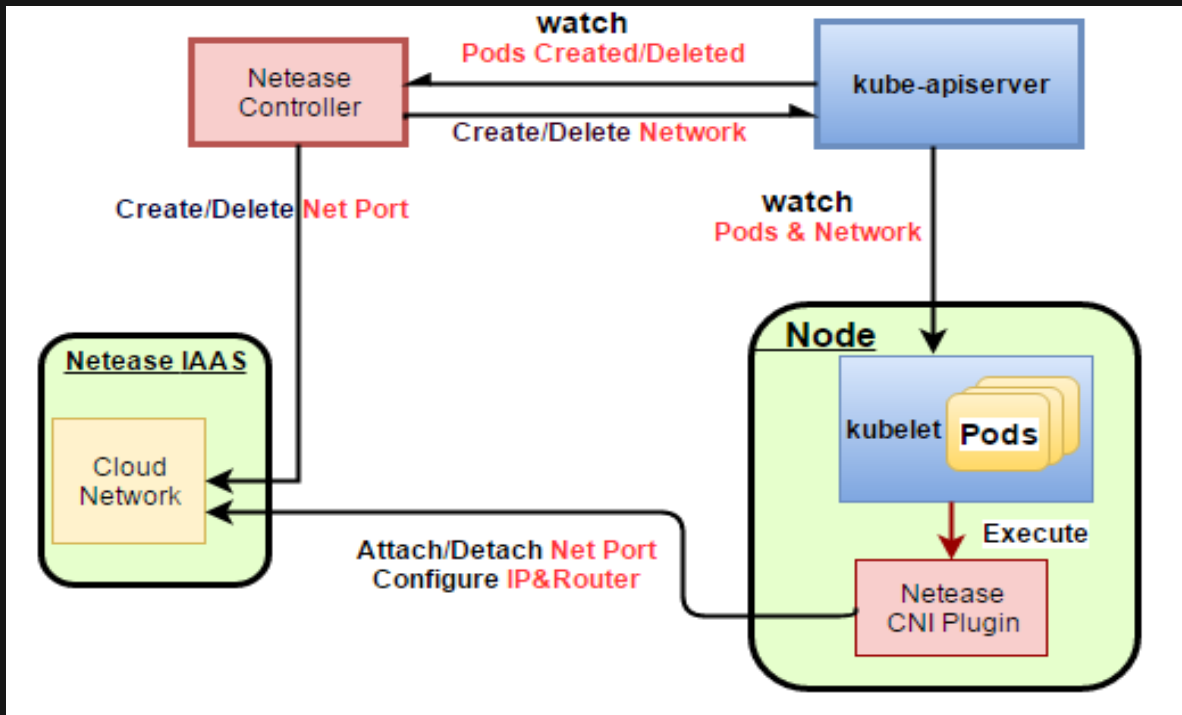 watch
Pods Created/Deleted
Netease
Controller
kube-apiserver
Create/Delete Network
Create/Delete Net Port
watch
Pods & Network
Netease IAAS
Cloud
Network
Node
kubelet
Pods
Execute
Attach/Detach Net Port
Configure IP&Router
Netease
CNI Plugin